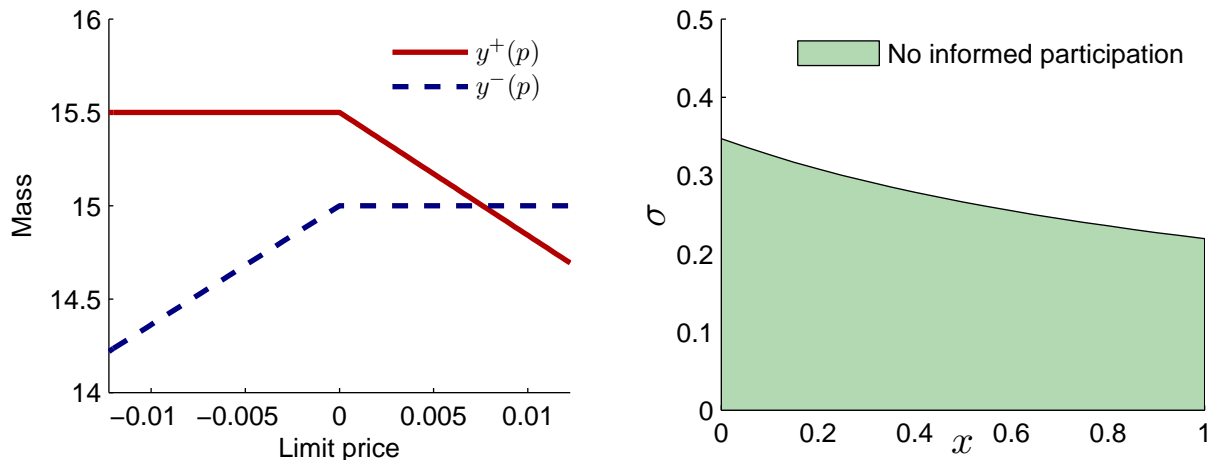 16
15.5
15
14.5
14
Mass
y⁺(p)
y⁻(p)
−0.01 −0.005 0 0.005 0.01
Limit price
0.5
0.4
0.3
0.2
0.1
0
σ
No informed participation
0 0.2 0.4 0.6 0.8 1
x